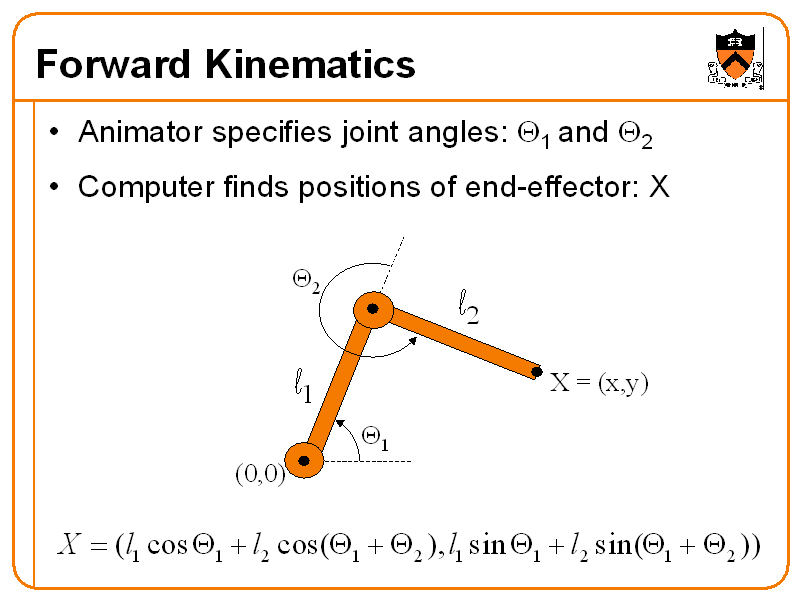 Forward Kinematics
• Animator specifies joint angles: Θ1 and Θ2
• Computer finds positions of end-effector: X
Θ2
l2
l1
X = (x,y)
Θ1
(0,0)
X = (l1 cos Θ1 + l2 cos(Θ1 + Θ2), l1 sin Θ1 + l2 sin(Θ1 + Θ2))